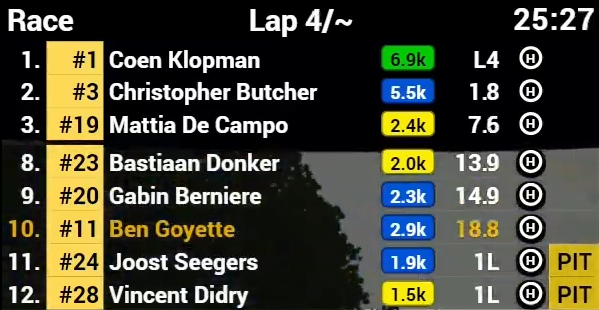 Race Lap 4/~ 25:27
1. #1 Coen Klopman 6.9k L4 H
2. #3 Christopher Butcher 5.5k 1.8 H
3. #19 Mattia De Campo 2.4k 7.6 H
8. #23 Bastiaan Donker 2.0k 13.9 H
9. #20 Gabin Berniere 2.3k 14.9 H
10. #11 Ben Goyette 2.9k 18.8 H
11. #24 Joost Seegers 1.9k 1L H PIT
12. #28 Vincent Didry 1.5k 1L H PIT